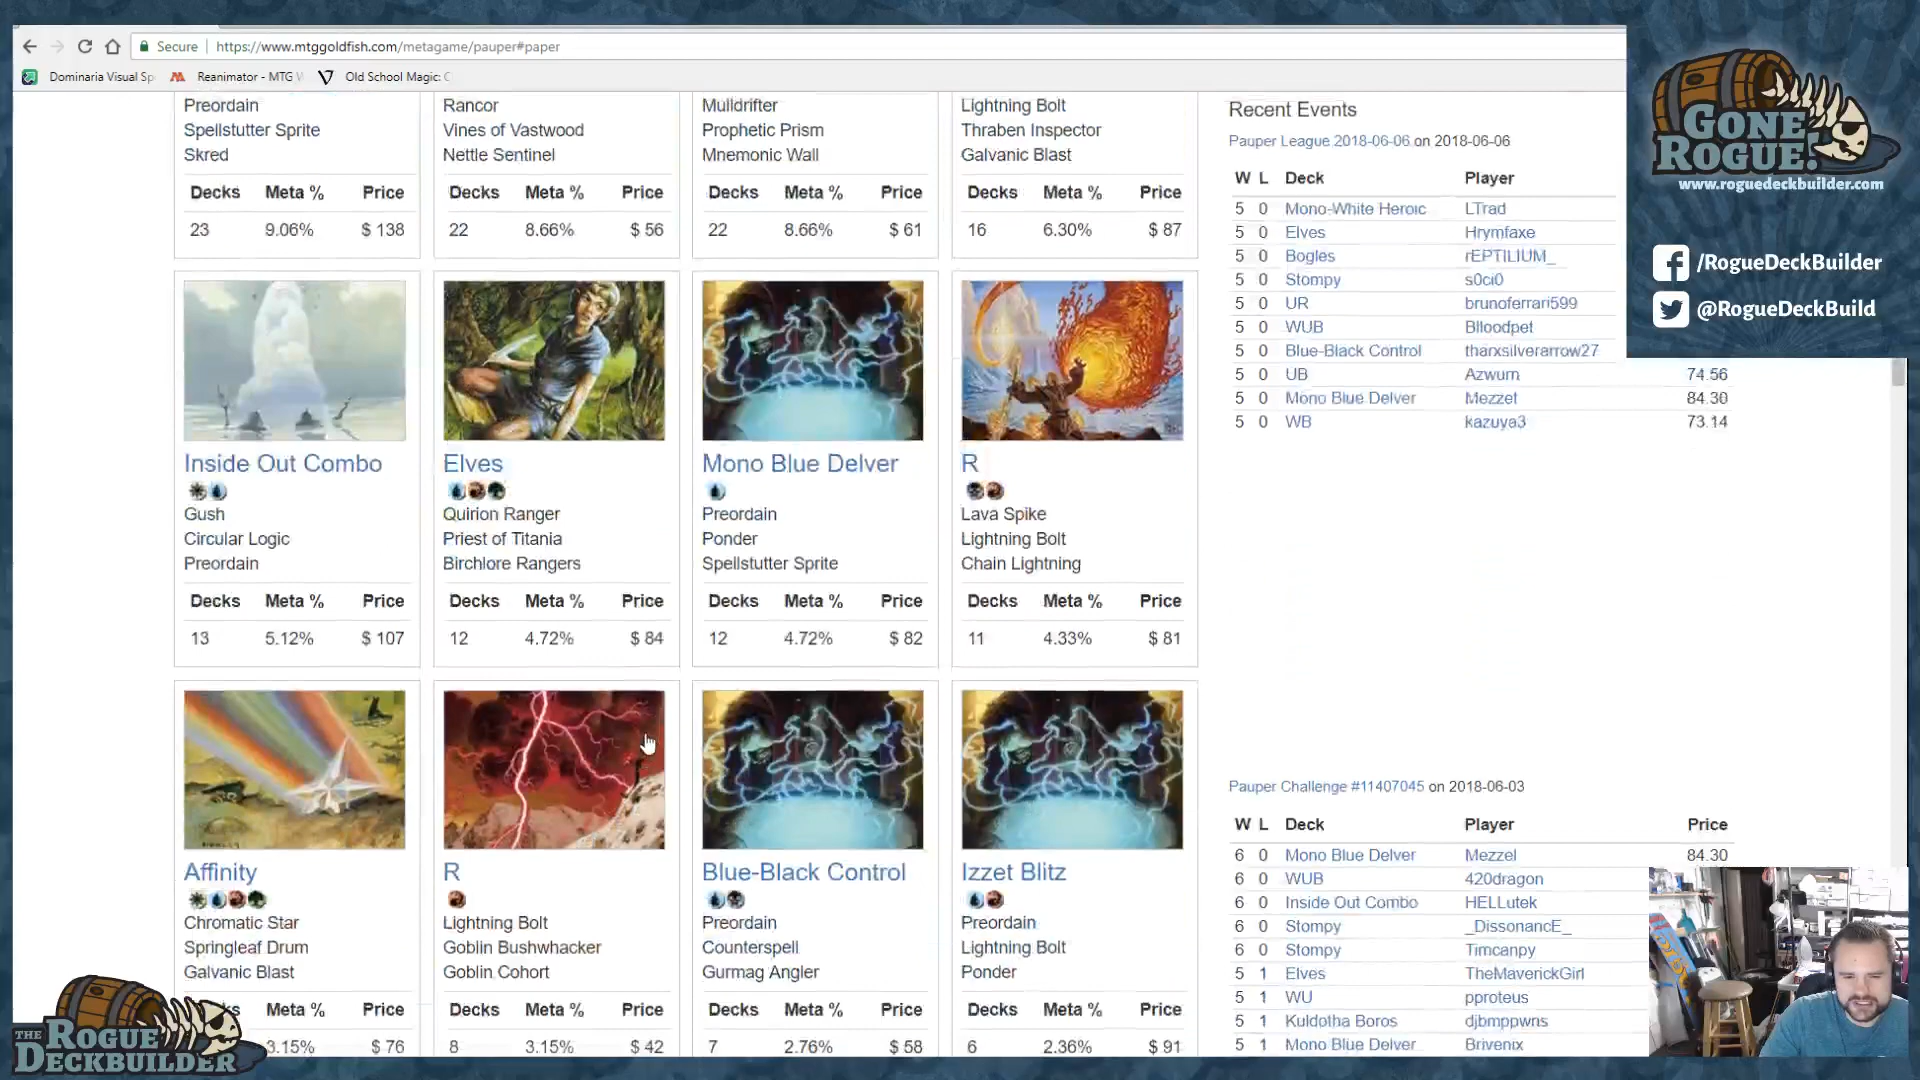 Secure | https://www.mtggoldfish.com/metagame/pauper#paper
Dominaria Visual Sp
Reanimator - MTG
Old School Magic: C
Preordain
Spellstutter Sprite
Skred
Decks Meta % Price
23 9.06% $ 138
Rancor
Vines of Vastwood
Nettle Sentinel
Decks Meta % Price
22 8.66% $ 56
Mulldrifter
Prophetic Prism
Mnemonic Wall
Decks Meta % Price
22 8.66% $ 61
Lightning Bolt
Thraben Inspector
Galvanic Blast
Decks Meta % Price
16 6.30% $ 87
Inside Out Combo
Gush
Circular Logic
Preordain
Decks Meta % Price
13 5.12% $ 107
Elves
Quirion Ranger
Priest of Titania
Birchlore Rangers
Decks Meta % Price
12 4.72% $ 84
Mono Blue Delver
Preordain
Ponder
Spellstutter Sprite
Decks Meta % Price
12 4.72% $ 82
R
Lava Spike
Lightning Bolt
Chain Lightning
Decks Meta % Price
11 4.33% $ 81
Affinity
Chromatic Star
Springleaf Drum
Galvanic Blast
Meta % Price
3.15% $ 76
R
Lightning Bolt
Goblin Bushwhacker
Goblin Cohort
Decks Meta % Price
8 3.15% $ 42
Blue-Black Control
Preordain
Counterspell
Gurmag Angler
Decks Meta % Price
7 2.76% $ 58
Izzet Blitz
Preordain
Lightning Bolt
Ponder
Decks Meta % Price
6 2.36% $ 91
Recent Events
Pauper League 2018-06-06 on 2018-06-06
W L Deck Player
5 0 Mono-White Heroic LTrad
5 0 Elves Hrymfaxe
5 0 Bogles rEPTILIUM_
5 0 Stompy s0ci0
5 0 UR brunoferrari599
5 0 WUB Blloodpet
5 0 Blue-Black Control tharxsilverarrow27
5 0 UB Azwurn 74.56
5 0 Mono Blue Delver Mezzel 84.30
5 0 WB kazuya3 73.14
Pauper Challenge #11407045 on 2018-06-03
W L Deck Player Price
6 0 Mono Blue Delver Mezzel 84.30
6 0 WUB 420dragon
6 0 Inside Out Combo HELLutek
6 0 Stompy _DissonancE_
6 0 Stompy Timcanpy
5 1 Elves TheMaverickGirl
5 1 WU pproteus
5 1 Kuldotha Boros djbmppwns
5 1 Mono Blue Delver Brivenix
GONE
ROGUE!
www.roguedeckbuilder.com
/RogueDeckBuilder
@RogueDeckBuild
THE ROGUE
DECKBUILDER